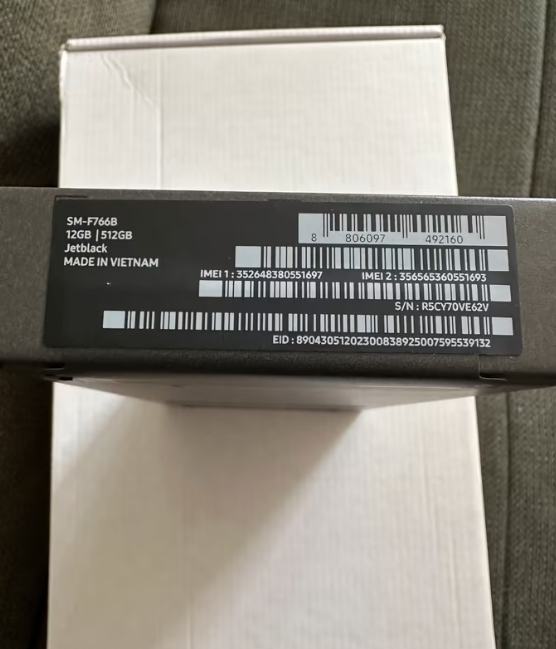 SM-F766B
12GB | 512GB
Jetblack
MADE IN VIETNAM
8 806097 492160
IMEI 1 : 352648380551697 IMEI 2 : 356565360551693
S/N : R5CY70VE62V
EID : 89043051202300838925007595539132